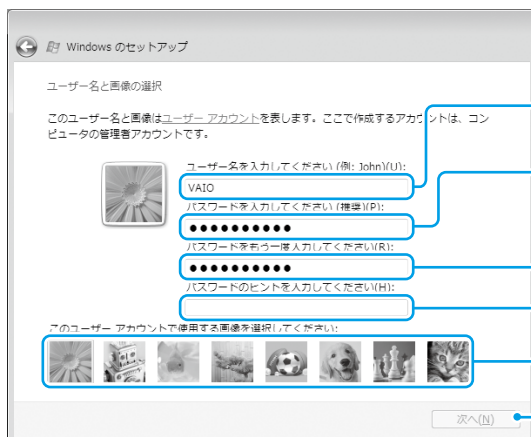 Windows のセットアップ
ユーザー名と画像の選択
このユーザー名と画像はユーザー アカウントを表します。ここで作成するアカウントは、コン
ピュータの管理者アカウントです。
ユーザー名を入力してください (例: John)(U):
VAIO
パスワードを入力してください (推奨)(P):
●●●●●●●●●●
パスワードをもう一度入力してください(R):
●●●●●●●●●●
パスワードのヒントを入力してください(H):
このユーザー アカウントで使用する画像を選択してください:
次へ(N)